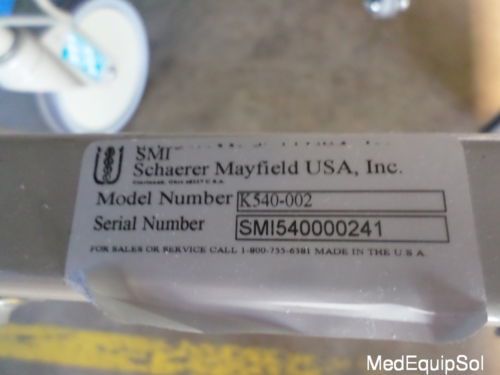 SMI
Schaerer Mayfield USA, Inc.
Model Number K540-002
Serial Number SMI540000241
FOR SALES OR SERVICE CALL 1-800-755-6381 MADE IN THE U S A
MedEquipSol